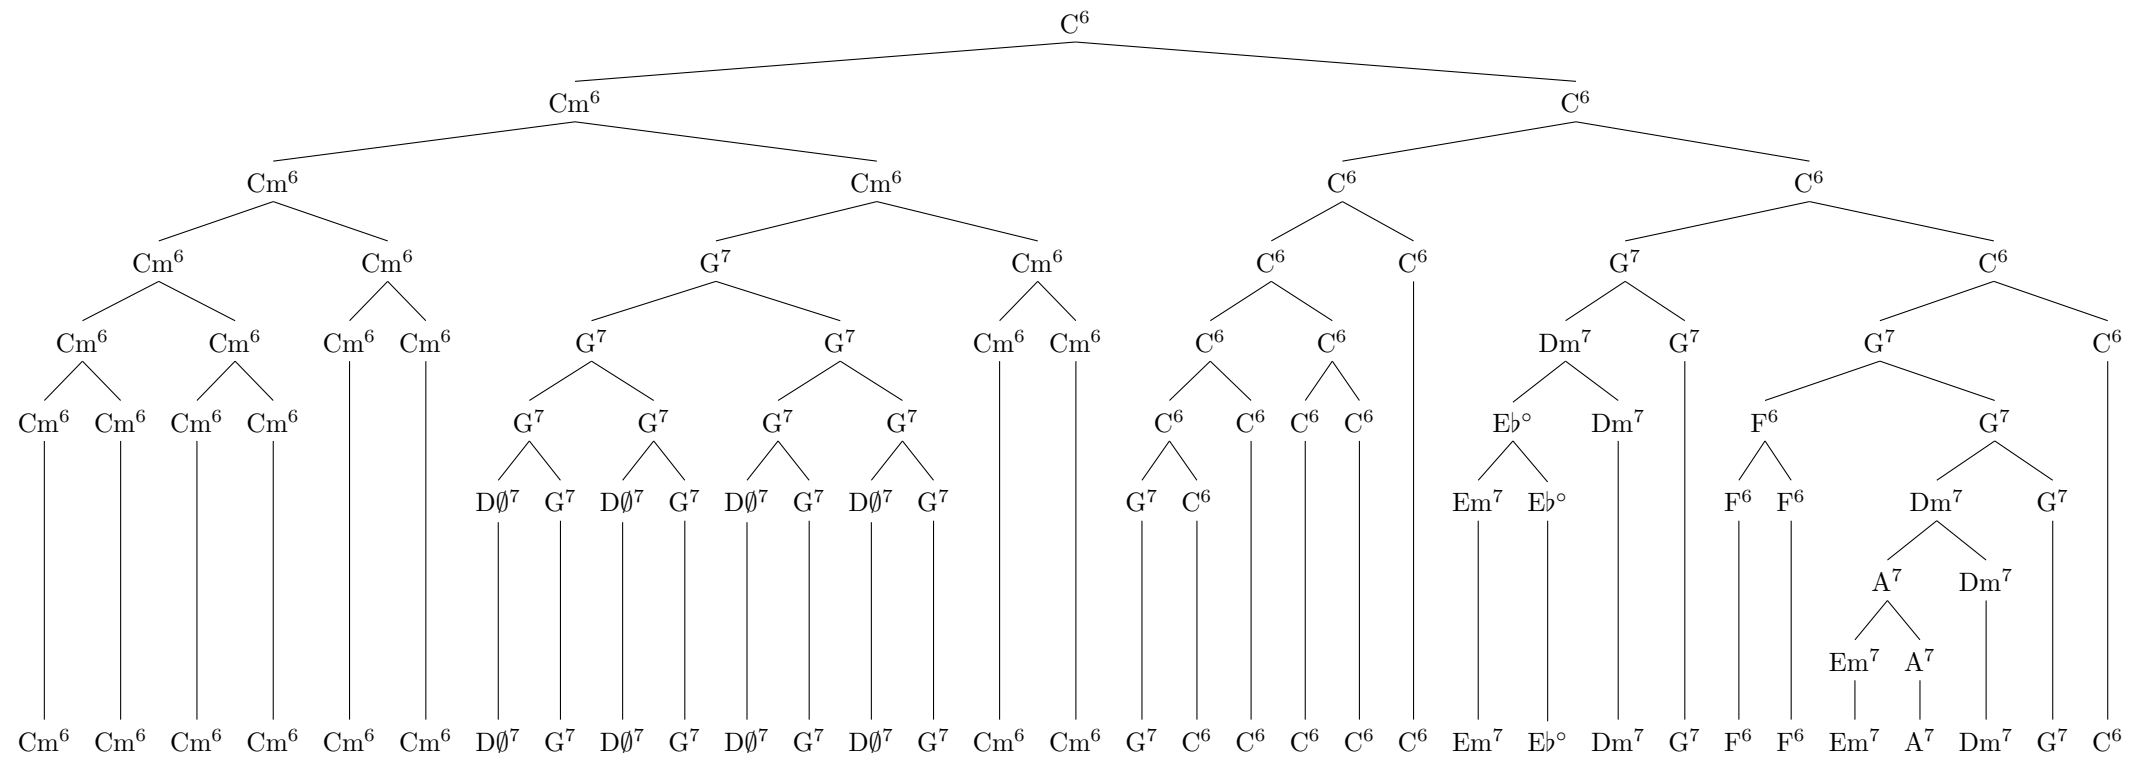 C⁶
Cm⁶ C⁶
Cm⁶ Cm⁶ C⁶ C⁶
Cm⁶ Cm⁶ G⁷ Cm⁶ C⁶ C⁶ G⁷ C⁶
Cm⁶ Cm⁶ Cm⁶ Cm⁶ G⁷ G⁷ Cm⁶ Cm⁶ C⁶ C⁶ Dm⁷ G⁷ G⁷ C⁶
Cm⁶ Cm⁶ Cm⁶ Cm⁶ G⁷ G⁷ G⁷ G⁷ C⁶ C⁶ C⁶ C⁶ E♭° Dm⁷ F⁶ G⁷
D∅⁷ G⁷ D∅⁷ G⁷ D∅⁷ G⁷ D∅⁷ G⁷ G⁷ C⁶ Em⁷ E♭° F⁶ F⁶ Dm⁷ G⁷
A⁷ Dm⁷
Em⁷ A⁷
Cm⁶ Cm⁶ Cm⁶ Cm⁶ Cm⁶ Cm⁶ D∅⁷ G⁷ D∅⁷ G⁷ D∅⁷ G⁷ D∅⁷ G⁷ Cm⁶ Cm⁶ G⁷ C⁶ C⁶ C⁶ C⁶ C⁶ Em⁷ E♭° Dm⁷ G⁷ F⁶ F⁶ Em⁷ A⁷ Dm⁷ G⁷ C⁶